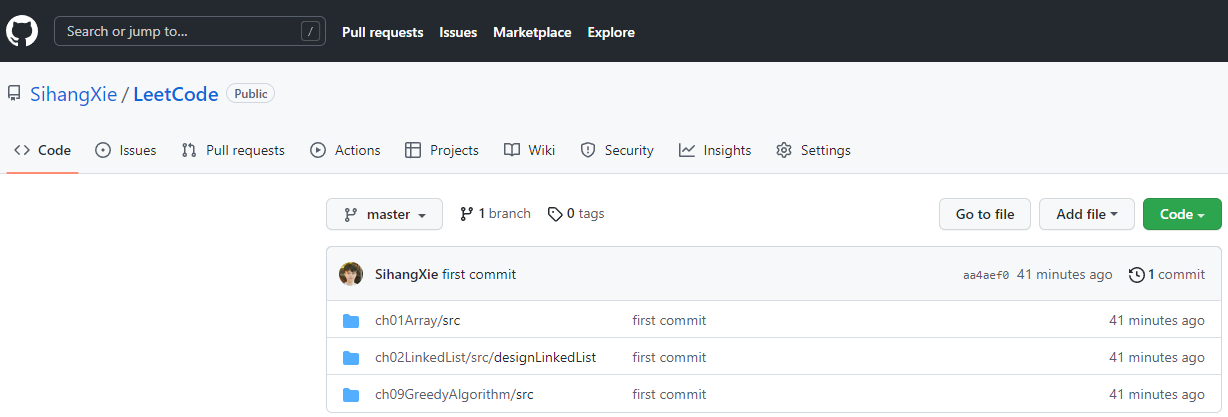 Search or jump to... /
Pull requests Issues Marketplace Explore
SihangXie / LeetCode Public
Code Issues Pull requests Actions Projects Wiki Security Insights Settings
master 1 branch 0 tags Go to file Add file Code
SihangXie first commit aa4aef0 41 minutes ago 1 commit
ch01Array/src first commit 41 minutes ago
ch02LinkedList/src/designLinkedList first commit 41 minutes ago
ch09GreedyAlgorithm/src first commit 41 minutes ago